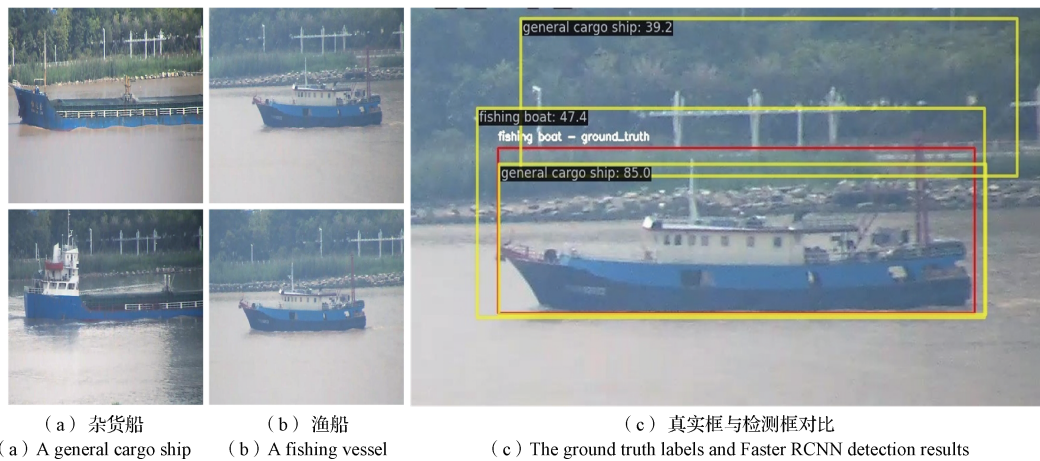 general cargo ship: 39.2
fishing boat: 47.4
fishing boat – ground_truth
general cargo ship: 85.0
（a）杂货船
（b）渔船
（c）真实框与检测框对比
(a) A general cargo ship
(b) A fishing vessel
(c) The ground truth labels and Faster RCNN detection results